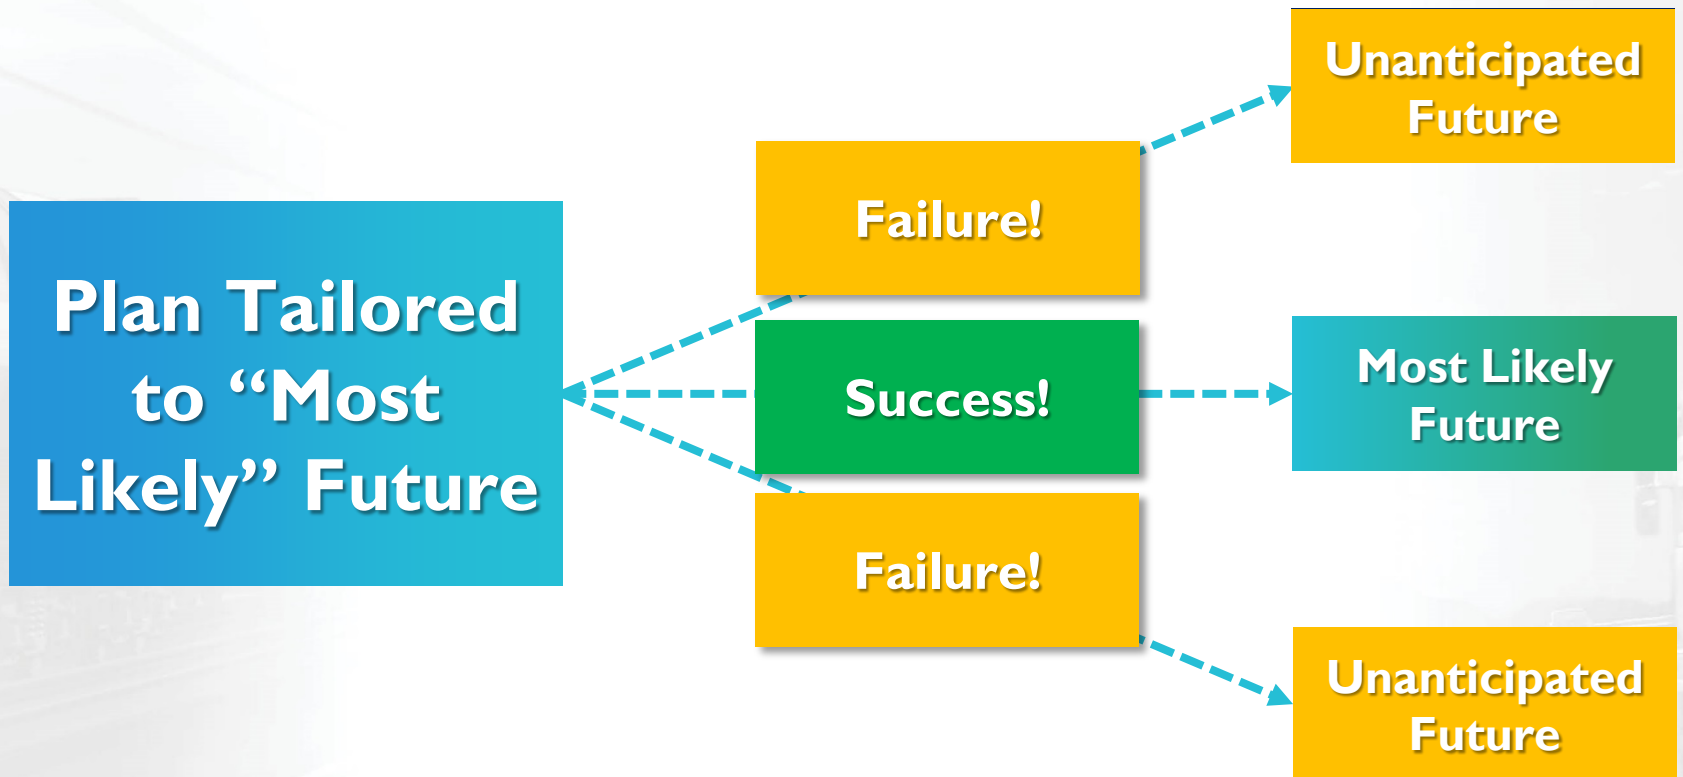 Plan Tailored
to “Most
Likely” Future
Failure!
Success!
Failure!
Unanticipated
Future
Most Likely
Future
Unanticipated
Future